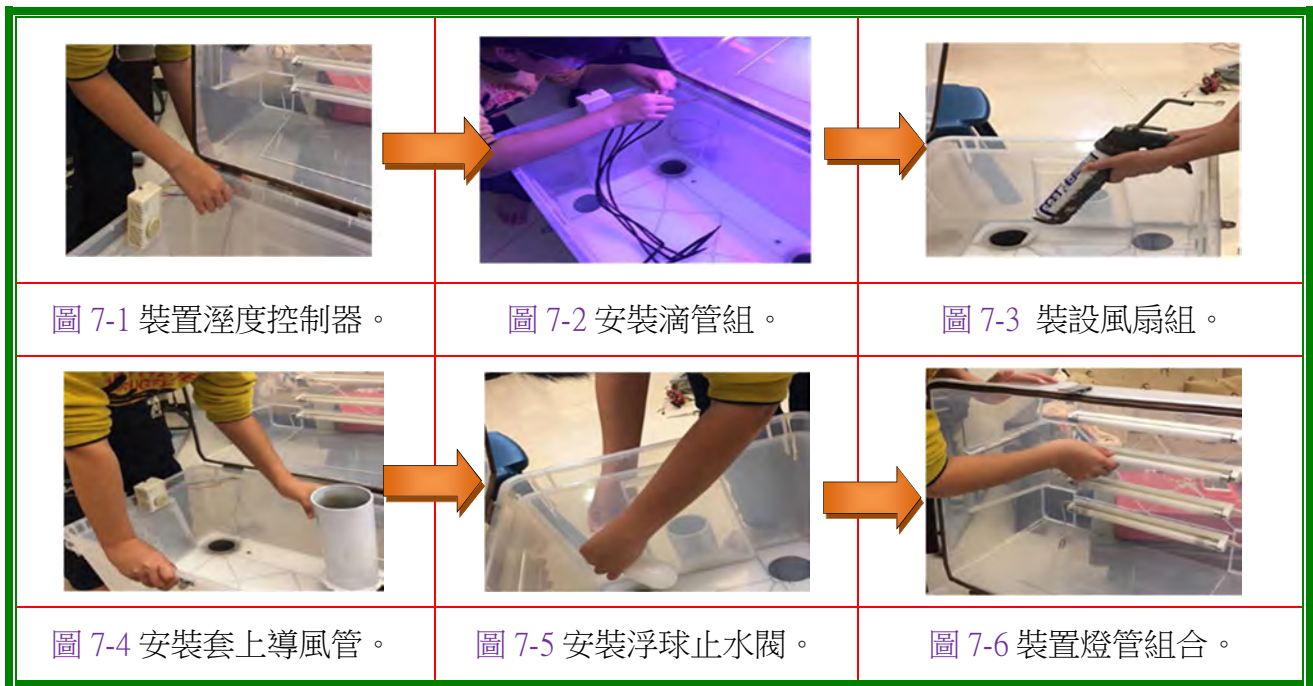 圖 7-1 裝置溼度控制器。
圖 7-2 安裝滴管組。
圖 7-3 裝設風扇組。
圖 7-4 安裝套上導風管。
圖 7-5 安裝浮球止水閥。
圖 7-6 裝置燈管組合。